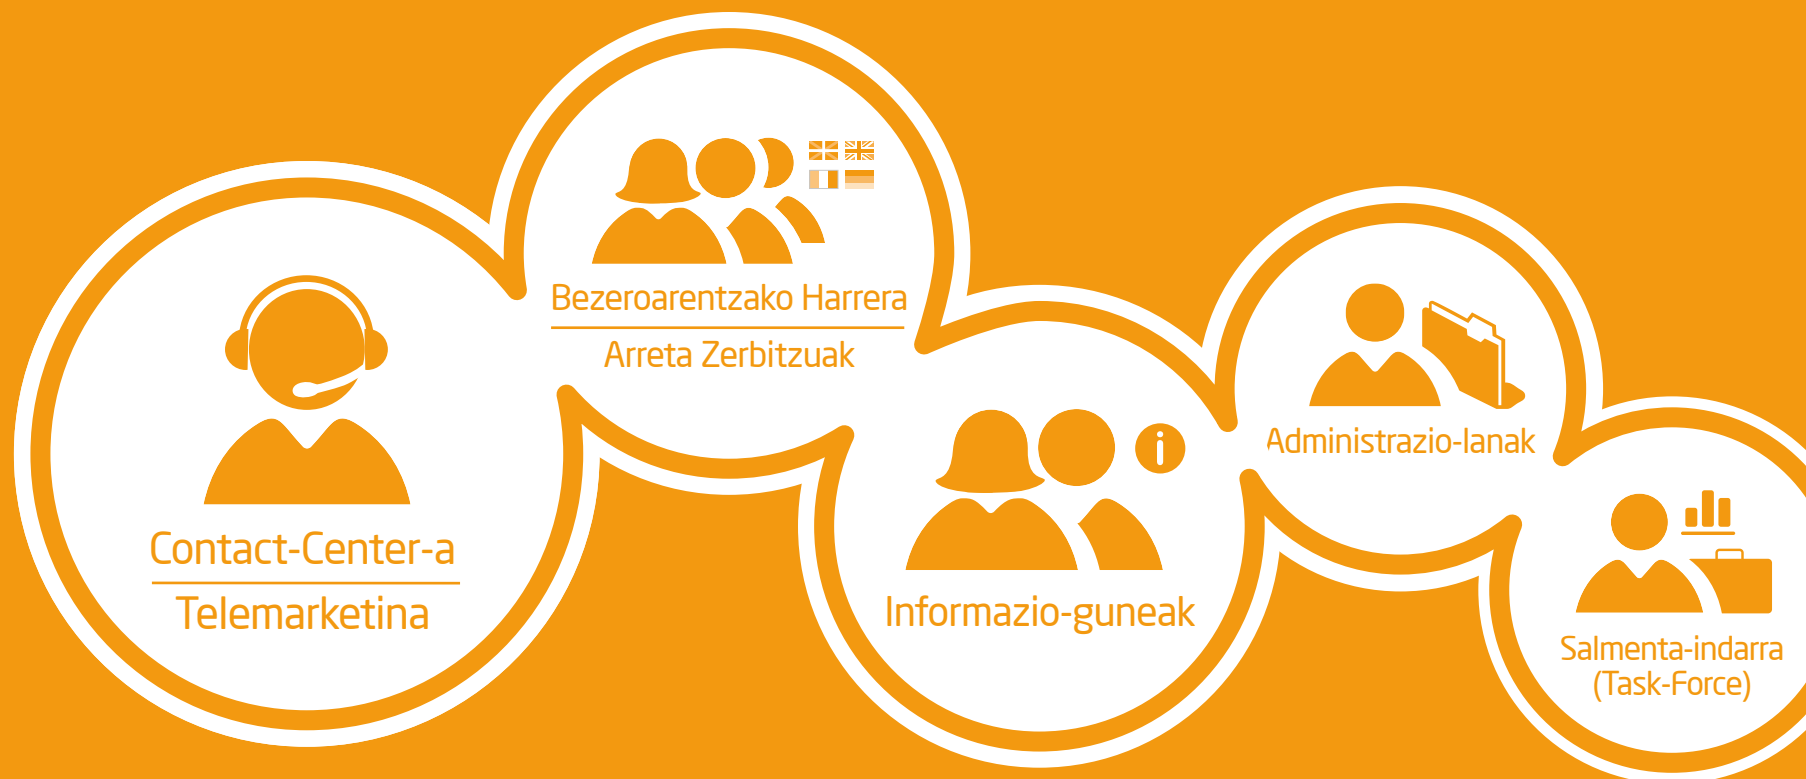 Contact-Center-a
Telemarketina
Bezeroarentzako Harrera
Arreta Zerbitzuak
Informazio-guneak
i
Administrazio-lanak
Salmenta-indarra
(Task-Force)